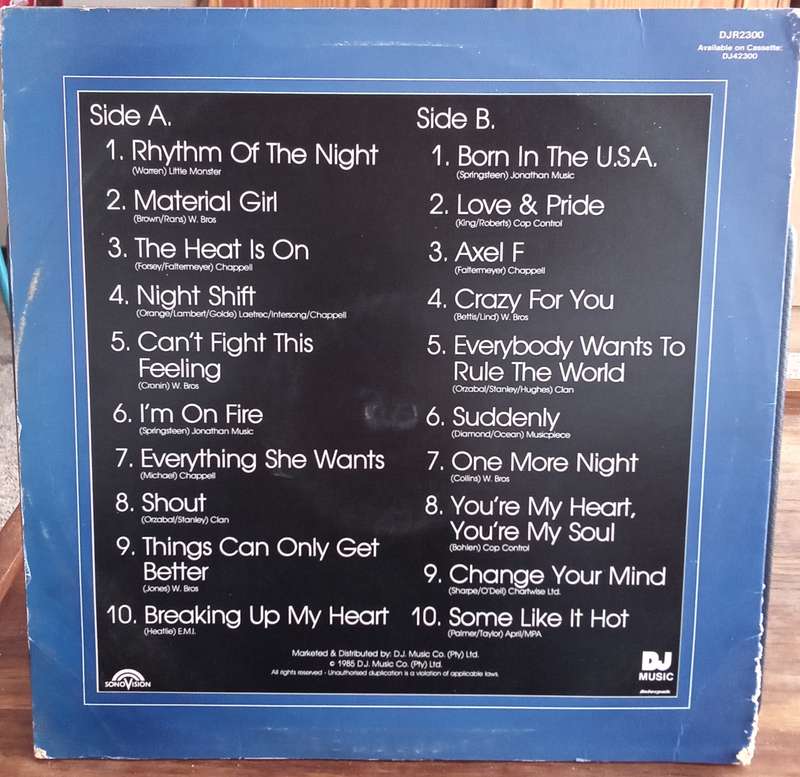 DJR2300
Available on Cassette:
DJ42300
Side A.
1. Rhythm Of The Night
(Warren) Little Monster
2. Material Girl
(Brown/Rans) W. Bros
3. The Heat Is On
(Forsey/Faltermeyer) Chappell
4. Night Shift
(Orange/Lambert/Golde) Laetrec/Intersong/Chappell
5. Can't Fight This
Feeling
(Cronin) W. Bros
6. I'm On Fire
(Springsteen) Jonathan Music
7. Everything She Wants
(Michael) Chappell
8. Shout
(Orzabal/Stanley) Clan
9. Things Can Only Get
Better
(Jones) W. Bros
10. Breaking Up My Heart
(Heatlie) E.M.I.
Side B.
1. Born In The U.S.A.
(Springsteen) Jonathan Music
2. Love & Pride
(King/Roberts) Cop Control
3. Axel F
(Faltermeyer) Chappell
4. Crazy For You
(Bettis/Lind) W. Bros
5. Everybody Wants To
Rule The World
(Orzabal/Stanley/Hughes) Clan
6. Suddenly
(Diamond/Ocean) Musicpiece
7. One More Night
(Collins) W. Bros
8. You're My Heart,
You're My Soul
(Bohlen) Cop Control
9. Change Your Mind
(Sharpe/O'Dell) Chartwise Ltd.
10. Some Like It Hot
(Palmer/Taylor) April/MPA
Marketed & Distributed by: D.J. Music Co. (Pty) Ltd.
© 1985 D.J. Music Co. (Pty) Ltd.
All rights reserved - Unauthorised duplication is a violation of applicable laws.
SONOVISION
DJ
MUSIC